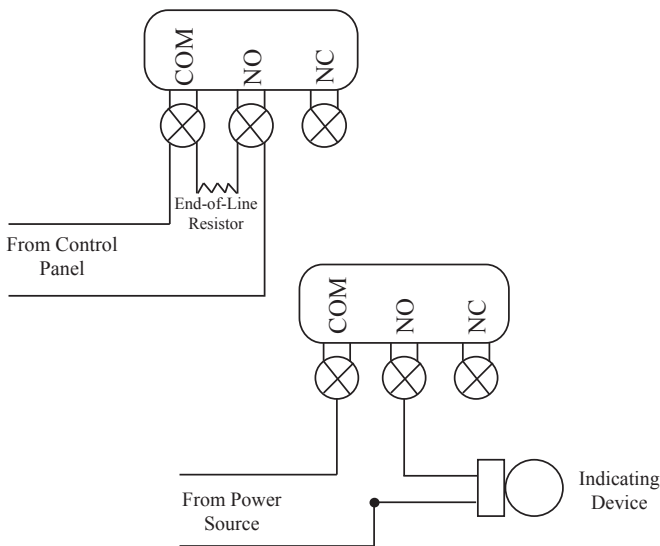 COM
NO
NC
End-of-Line
Resistor
From Control
Panel
COM
NO
NC
From Power
Source
Indicating
Device